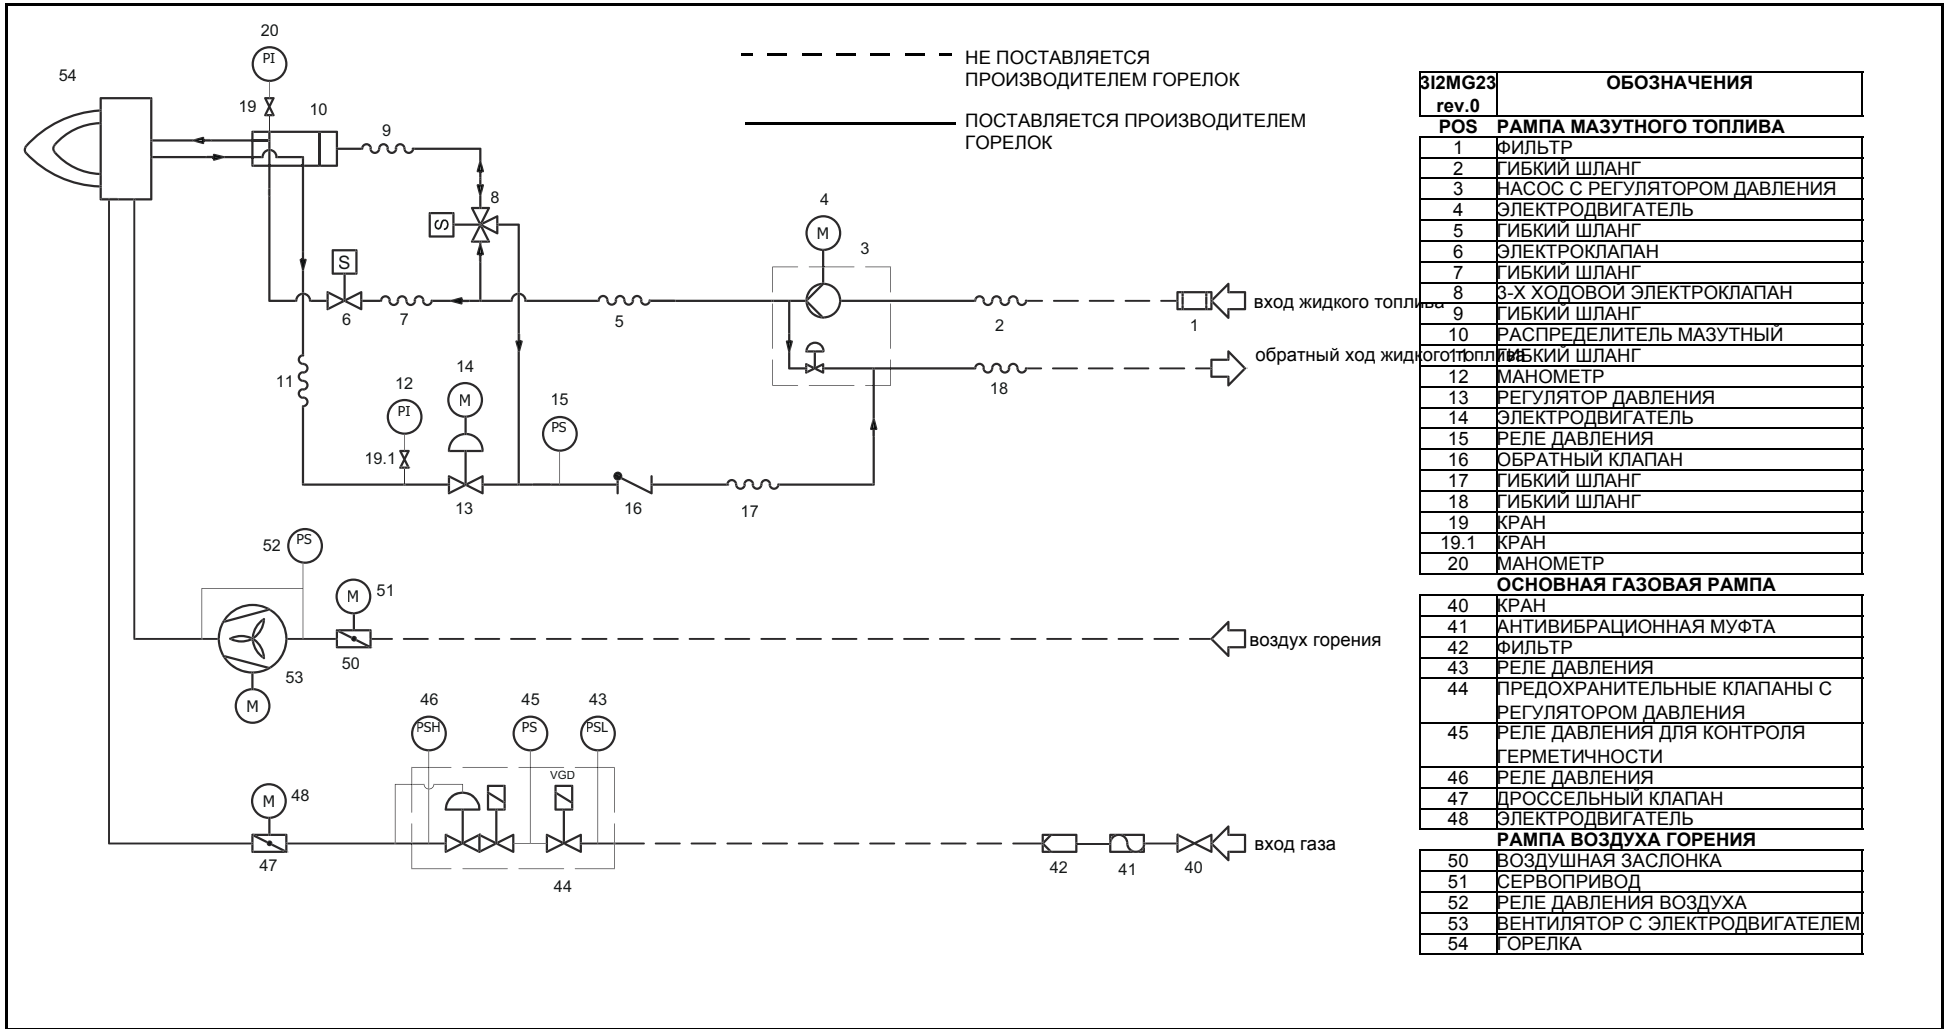 20
PI
54
19
10
9
НЕ ПОСТАВЛЯЕТСЯ
ПРОИЗВОДИТЕЛЕМ ГОРЕЛОК
ПОСТАВЛЯЕТСЯ ПРОИЗВОДИТЕЛЕМ
ГОРЕЛОК
8
S
4
M
3
S
6
7
5
2
1
вход жидкого топлива
обратный ход жидкого топлива
18
11
12
PI
19.1
14
M
13
15
PS
16
17
52
PS
M
51
50
53
M
воздух горения
46
PSH
45
PS
43
PSL
VGD
M
48
47
44
42
41
40
вход газа
3I2MG23
rev.0
ОБОЗНАЧЕНИЯ
POS РАМПА МАЗУТНОГО ТОПЛИВА
1 ФИЛЬТР
2 ГИБКИЙ ШЛАНГ
3 НАСОС С РЕГУЛЯТОРОМ ДАВЛЕНИЯ
4 ЭЛЕКТРОДВИГАТЕЛЬ
5 ГИБКИЙ ШЛАНГ
6 ЭЛЕКТРОКЛАПАН
7 ГИБКИЙ ШЛАНГ
8 3-Х ХОДОВОЙ ЭЛЕКТРОКЛАПАН
9 ГИБКИЙ ШЛАНГ
10 РАСПРЕДЕЛИТЕЛЬ МАЗУТНЫЙ
11 ГИБКИЙ ШЛАНГ
12 МАНОМЕТР
13 РЕГУЛЯТОР ДАВЛЕНИЯ
14 ЭЛЕКТРОДВИГАТЕЛЬ
15 РЕЛЕ ДАВЛЕНИЯ
16 ОБРАТНЫЙ КЛАПАН
17 ГИБКИЙ ШЛАНГ
18 ГИБКИЙ ШЛАНГ
19 КРАН
19.1 КРАН
20 МАНОМЕТР
ОСНОВНАЯ ГАЗОВАЯ РАМПА
40 КРАН
41 АНТИВИБРАЦИОННАЯ МУФТА
42 ФИЛЬТР
43 РЕЛЕ ДАВЛЕНИЯ
44 ПРЕДОХРАНИТЕЛЬНЫЕ КЛАПАНЫ С
РЕГУЛЯТОРОМ ДАВЛЕНИЯ
45 РЕЛЕ ДАВЛЕНИЯ ДЛЯ КОНТРОЛЯ
ГЕРМЕТИЧНОСТИ
46 РЕЛЕ ДАВЛЕНИЯ
47 ДРОССЕЛЬНЫЙ КЛАПАН
48 ЭЛЕКТРОДВИГАТЕЛЬ
РАМПА ВОЗДУХА ГОРЕНИЯ
50 ВОЗДУШНАЯ ЗАСЛОНКА
51 СЕРВОПРИВОД
52 РЕЛЕ ДАВЛЕНИЯ ВОЗДУХА
53 ВЕНТИЛЯТОР С ЭЛЕКТРОДВИГАТЕЛЕМ
54 ГОРЕЛКА